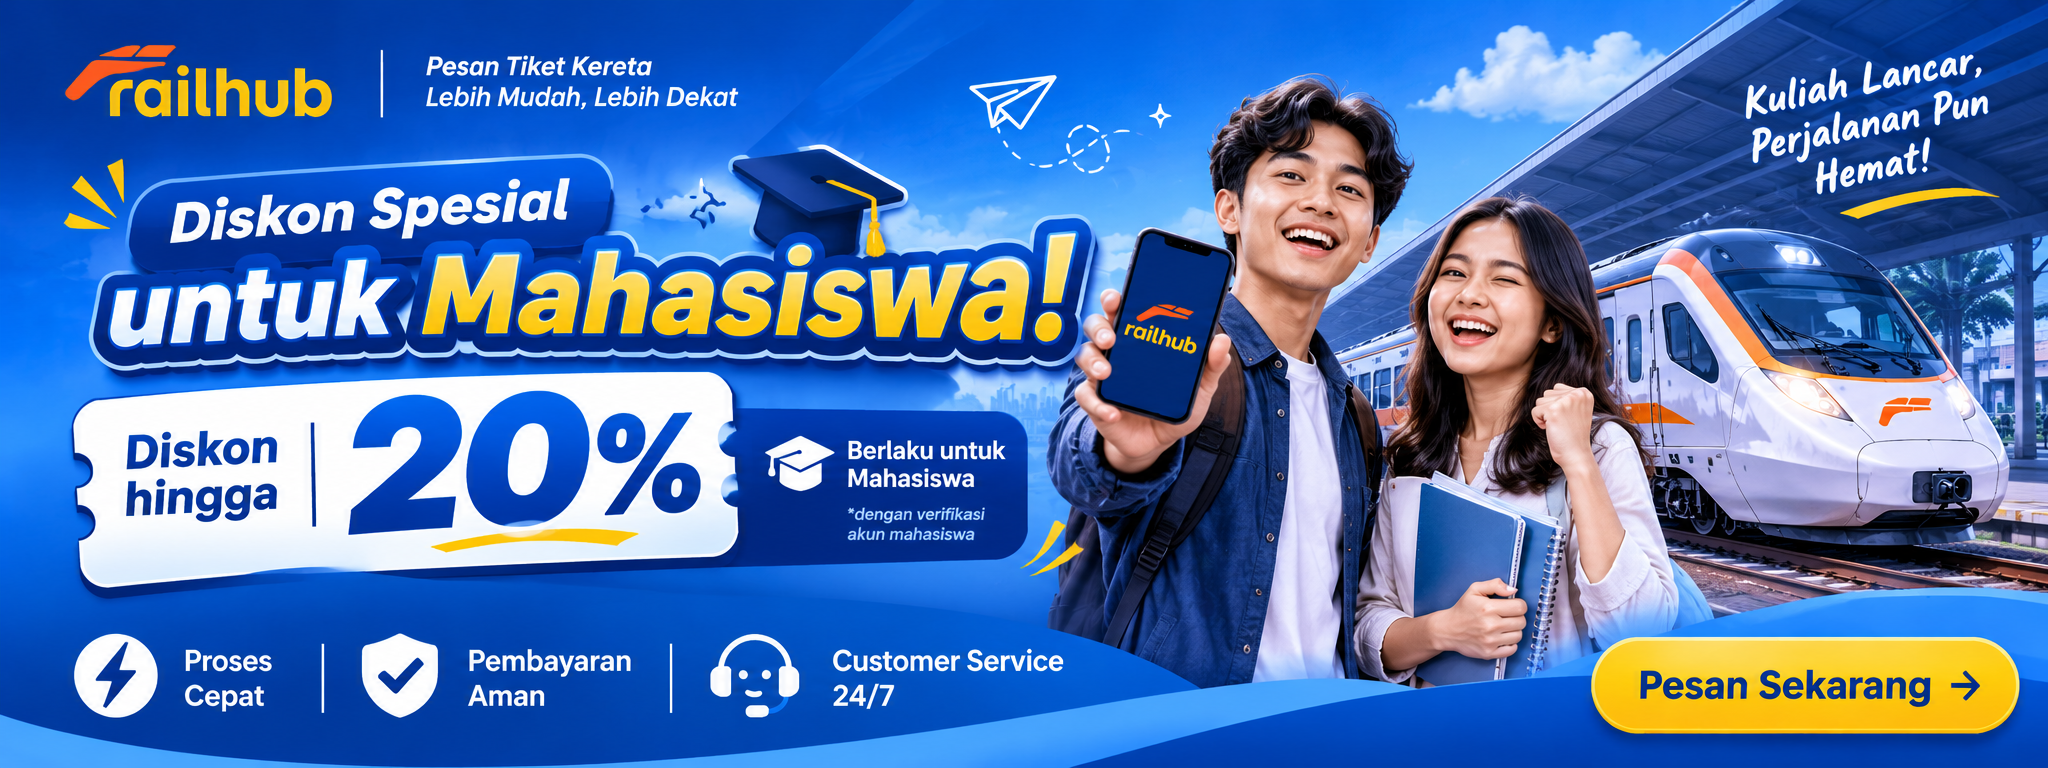 railhub
Pesan Tiket Kereta
Lebih Mudah, Lebih Dekat
Kuliah Lancar,
Perjalanan Pun
Hemat!
Diskon Spesial
untuk Mahasiswa!
railhub
Diskon
hingga
20%
Berlaku untuk
Mahasiswa
*dengan verifikasi
akun mahasiswa
Proses
Cepat
Pembayaran
Aman
Customer Service
24/7
Pesan Sekarang →